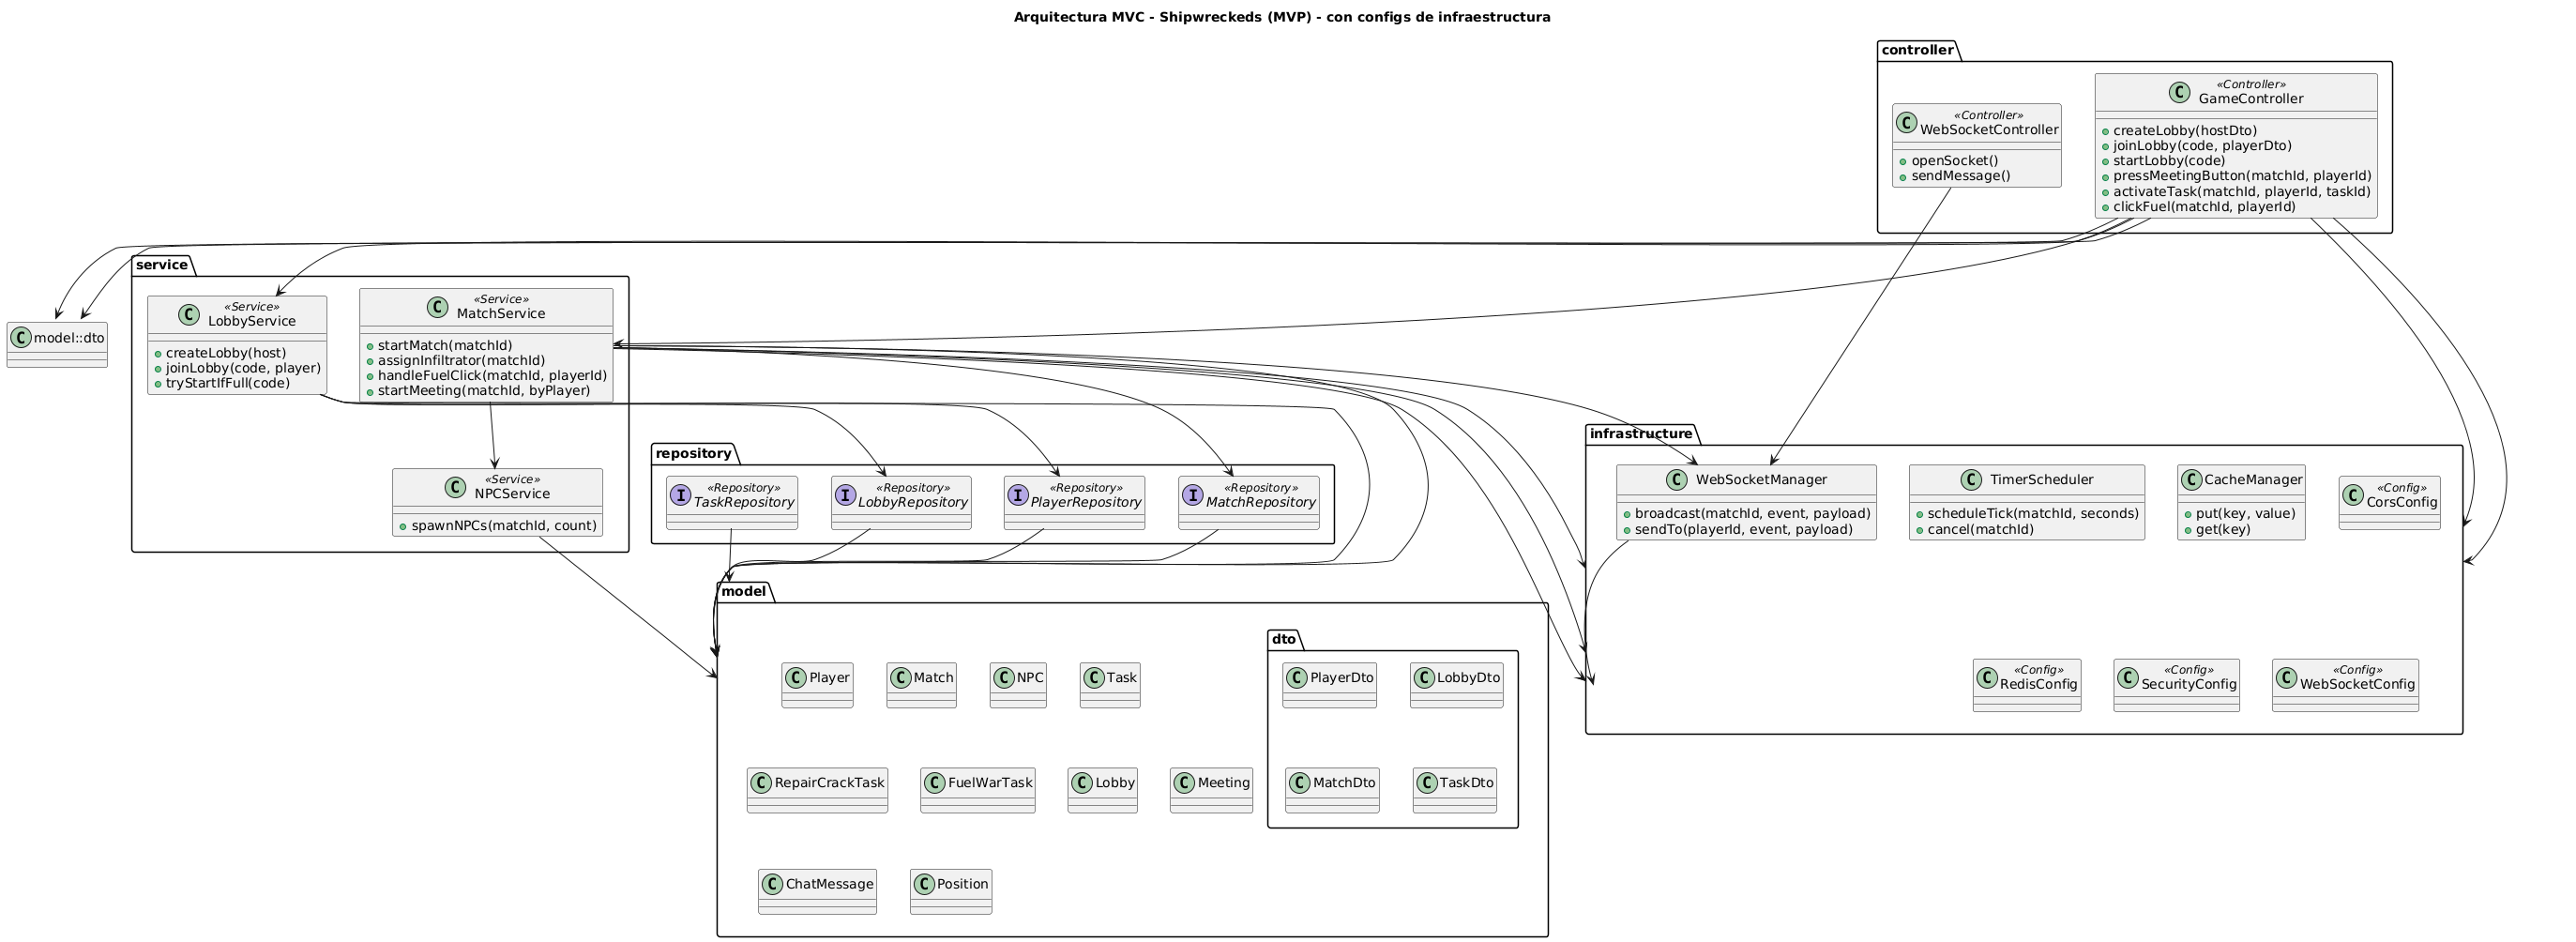 Arquitectura MVC - Shipwreckeds (MVP) - con configs de infraestructura
controller
C «Controller»
WebSocketController
openSocket()
sendMessage()
C «Controller»
GameController
createLobby(hostDto)
joinLobby(code, playerDto)
startLobby(code)
pressMeetingButton(matchId, playerId)
activateTask(matchId, playerId, taskId)
clickFuel(matchId, playerId)
C model::dto
service
C «Service»
LobbyService
createLobby(host)
joinLobby(code, player)
tryStartIfFull(code)
C «Service»
MatchService
startMatch(matchId)
assignInfiltrator(matchId)
handleFuelClick(matchId, playerId)
startMeeting(matchId, byPlayer)
C «Service»
NPCService
spawnNPCs(matchId, count)
repository
I «Repository»
TaskRepository
I «Repository»
LobbyRepository
I «Repository»
PlayerRepository
I «Repository»
MatchRepository
infrastructure
C WebSocketManager
broadcast(matchId, event, payload)
sendTo(playerId, event, payload)
C TimerScheduler
scheduleTick(matchId, seconds)
cancel(matchId)
C CacheManager
put(key, value)
get(key)
C «Config»
CorsConfig
C «Config»
RedisConfig
C «Config»
SecurityConfig
C «Config»
WebSocketConfig
model
C Player
C Match
C NPC
C Task
C RepairCrackTask
C FuelWarTask
C Lobby
C Meeting
C ChatMessage
C Position
dto
C PlayerDto
C LobbyDto
C MatchDto
C TaskDto